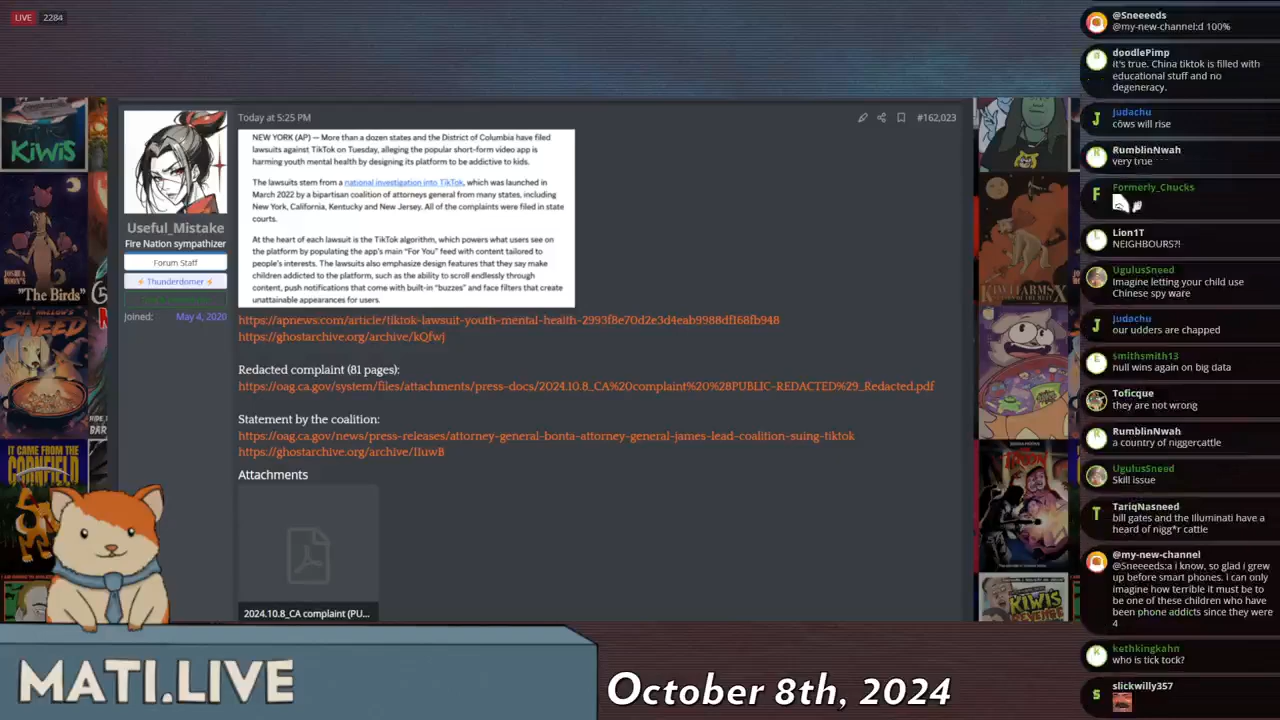 LIVE 2284
KiWiS
JOSHUA MOON'S
"The Birds"
ALL HALLOW'S
SNEED
IT CAME FROM THE
CORNFIELD
Useful_Mistake
Fire Nation sympathizer
Forum Staff
⚡ Thunderdomer ⚡
Joined: May 4, 2020
Today at 5:25 PM #162,023
NEW YORK (AP) — More than a dozen states and the District of Columbia have filed
lawsuits against TikTok on Tuesday, alleging the popular short-form video app is
harming youth mental health by designing its platform to be addictive to kids.
The lawsuits stem from a national investigation into TikTok, which was launched in
March 2022 by a bipartisan coalition of attorneys general from many states, including
New York, California, Kentucky and New Jersey. All of the complaints were filed in state
courts.
At the heart of each lawsuit is the TikTok algorithm, which powers what users see on
the platform by populating the app's main "For You" feed with content tailored to
people's interests. The lawsuits also emphasize design features that they say make
children addicted to the platform, such as the ability to scroll endlessly through
content, push notifications that come with built-in "buzzes" and face filters that create
unattainable appearances for users.
https://apnews.com/article/tiktok-lawsuit-youth-mental-health-2993f8e70d2e3d4eab9988df168fb948
https://ghostarchive.org/archive/kQfwj
Redacted complaint (81 pages):
https://oag.ca.gov/system/files/attachments/press-docs/2024.10.8_CA%20complaint%20%28PUBLIC-REDACTED%29_Redacted.pdf
Statement by the coalition:
https://oag.ca.gov/news/press-releases/attorney-general-bonta-attorney-general-james-lead-coalition-suing-tiktok
https://ghostarchive.org/archive/IIuwB
Attachments
2024.10.8_CA complaint (PU...
KIWI FARMS X
KIWIS
@Sneeeeds
@my-new-channel:d 100%
doodlePimp
it's true. China tiktok is filled with
educational stuff and no
degeneracy.
judachu
cöws will rise
RumblinNwah
very true
Formerly_Chucks
Lion1T
NEIGHBOUR?!
UgulusSneed
Imagine letting your child use
Chinese spy ware
judachu
our udders are chapped
smithsmith13
null wins again on big data
Toficque
they are not wrong
RumblinNwah
a country of niggercattle
UgulusSneed
Skill issue
TariqNasneed
bill gates and the Illuminati have a
heard of nigg*r cattle
@my-new-channel
@Sneeeeds:a i know, so glad i grew
up before smart phones. i can only
imagine how terrible it must to
be one of these children who have
been phone addicts since they were
4
kethkingkahn
who is tick tock?
slickwilly357
MATI.LIVE
October 8th, 2024